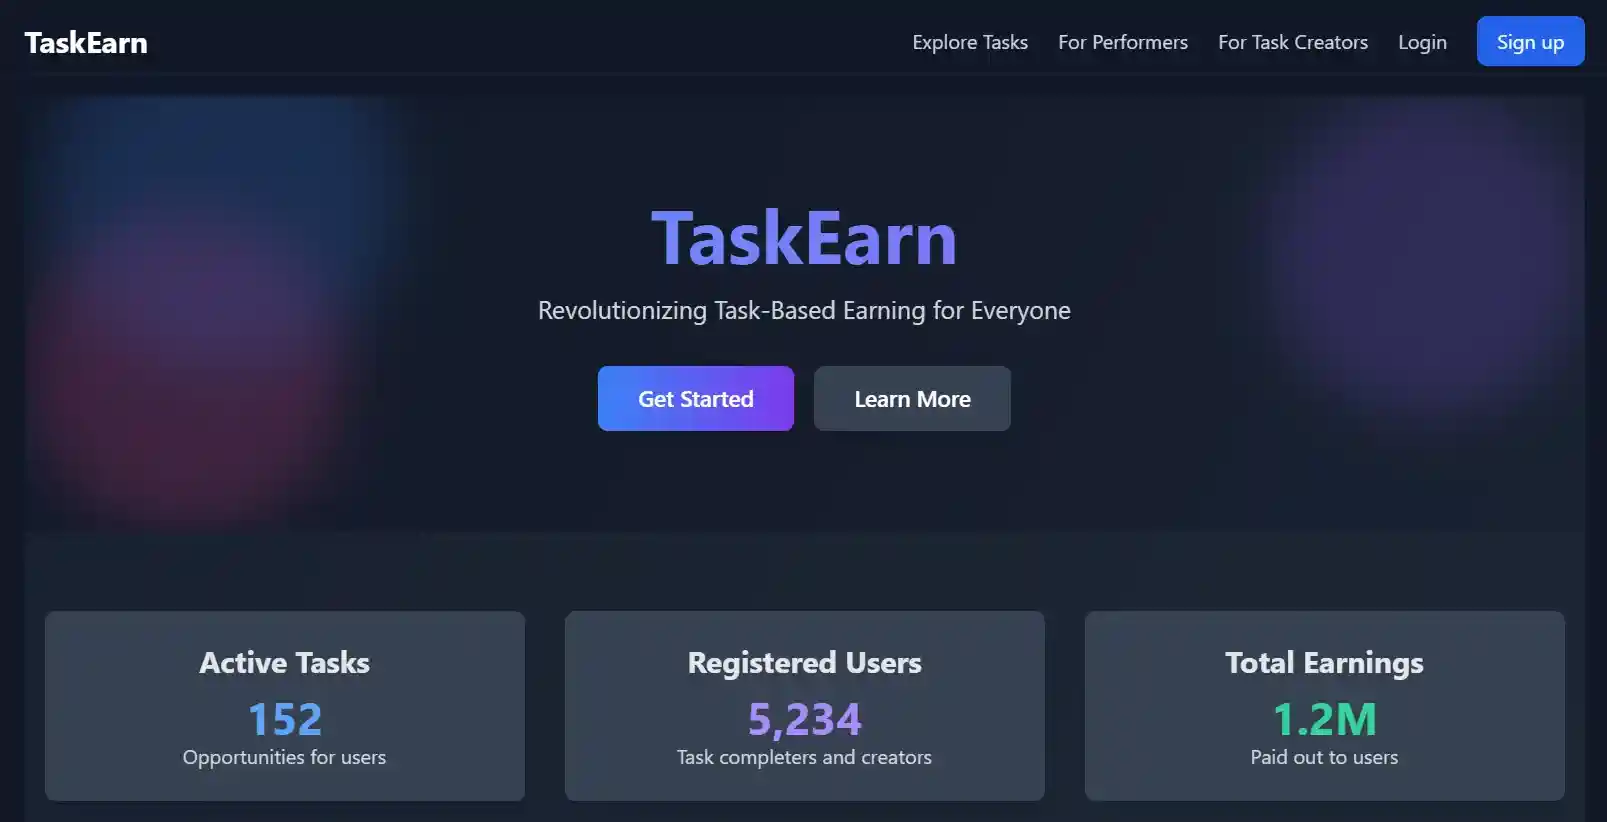 TaskEarn
Explore Tasks For Performers For Task Creators Login Sign up
TaskEarn
Revolutionizing Task-Based Earning for Everyone
Get Started Learn More
Active Tasks
152
Opportunities for users
Registered Users
5,234
Task completers and creators
Total Earnings
1.2M
Paid out to users